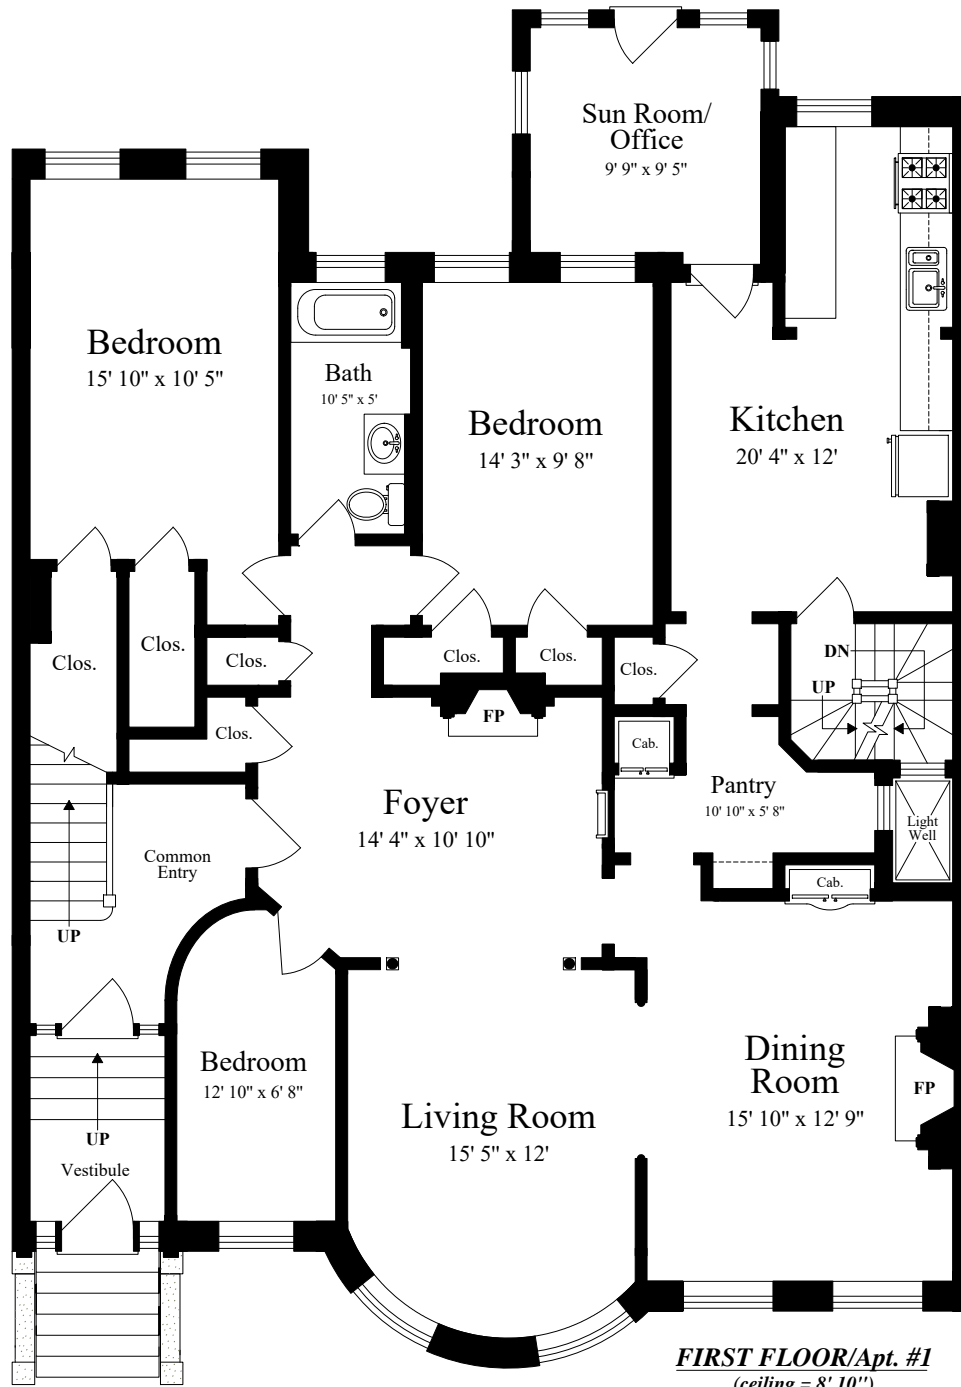 Sun Room/
Office
9' 9" x 9' 5"
Bedroom
15' 10" x 10' 5"
Bath
10' 5" x 5'
Bedroom
14' 3" x 9' 8"
Kitchen
20' 4" x 12'
Clos.
Clos.
Clos.
Clos.
Clos.
Clos.
Clos.
DN
UP
FP
Cab.
Foyer
14' 4" x 10' 10"
Pantry
10' 10" x 5' 8"
Light
Well
Common
Entry
Cab.
UP
Bedroom
12' 10" x 6' 8"
Living Room
15' 5" x 12'
Dining
Room
15' 10" x 12' 9"
FP
UP
Vestibule
FIRST FLOOR/Apt. #1
(ceiling = 8' 10")